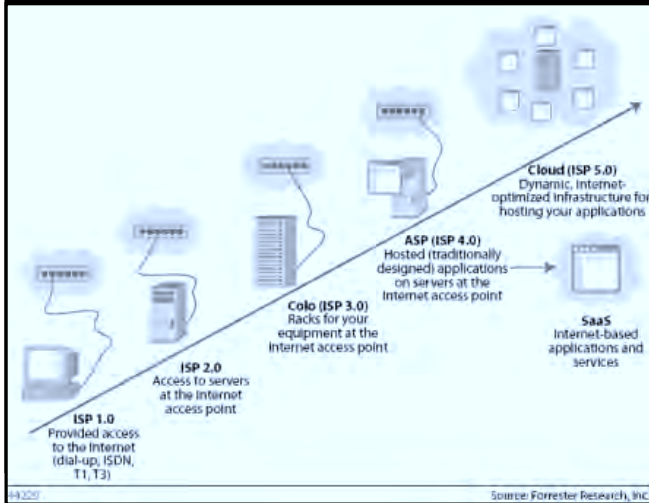 Cloud (ISP 5.0)
Dynamic, Internet-
optimized infrastructure for
hosting your applications
ASP (ISP 4.0)
Hosted (traditionally
designed) applications
on servers at the
Internet access point
SaaS
Internet-based
applications and
services
Colo (ISP 3.0)
Racks for your
equipment at the
Internet access point
ISP 2.0
Access to servers
at the Internet
access point
ISP 1.0
Provided access
to the Internet
(dial-up, ISDN,
T1, T3)
Source: Forrester Research, Inc.